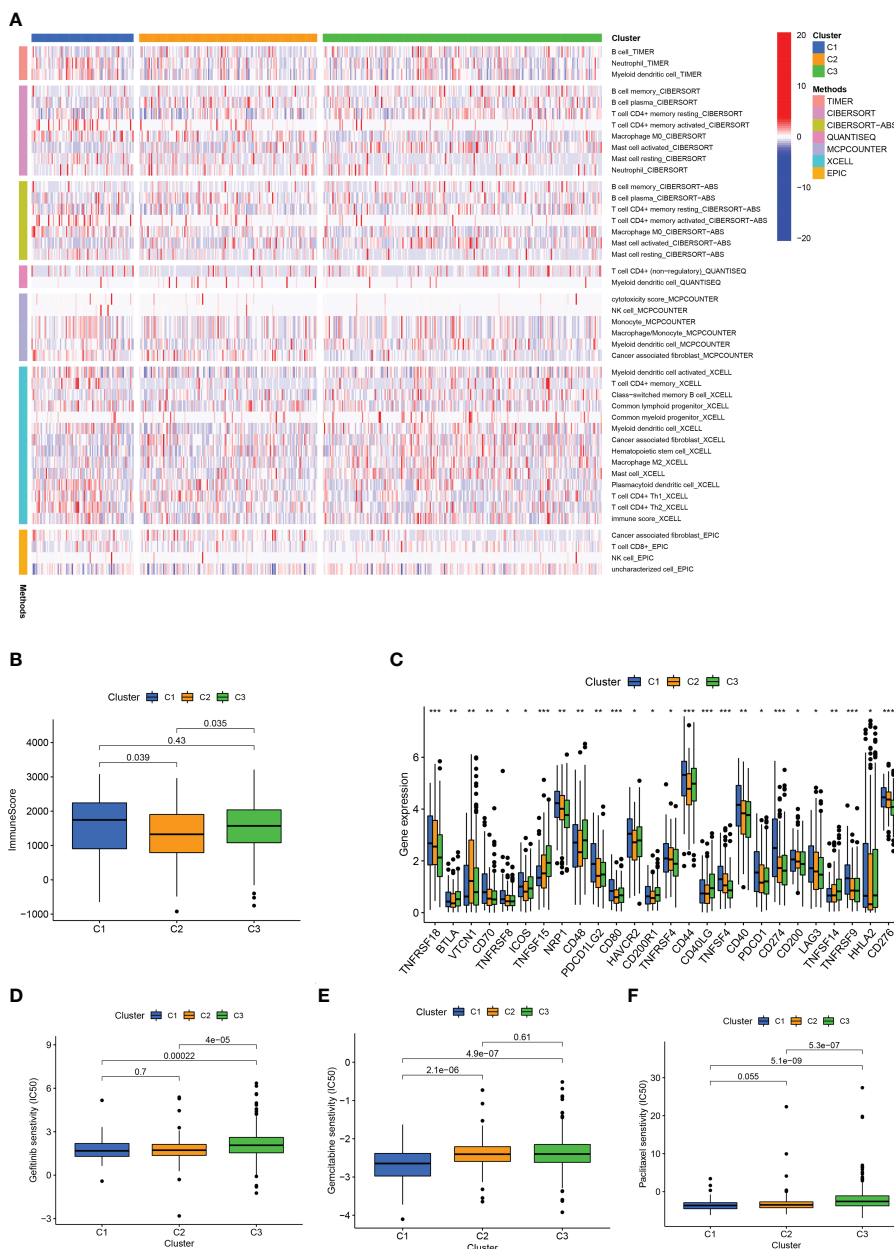 A
Cluster
B cell_TIMER
Neutrophil_TIMER
Myeloid dendritic cell_TIMER
B cell memory_CIBERSORT
B cell plasma_CIBERSORT
T cell CD4+ memory resting_CIBERSORT
T cell CD4+ memory activated_CIBERSORT
Macrophage M0_CIBERSORT
Mast cell activated_CIBERSORT
Mast cell resting_CIBERSORT
Neutrophil_CIBERSORT
B cell memory_CIBERSORT-ABS
B cell plasma_CIBERSORT-ABS
T cell CD4+ memory resting_CIBERSORT-ABS
T cell CD4+ memory activated_CIBERSORT-ABS
Macrophage M0_CIBERSORT-ABS
Mast cell activated_CIBERSORT-ABS
Mast cell resting_CIBERSORT-ABS
T cell CD4+ (non-regulatory)_QUANTISEQ
Myeloid dendritic cell_QUANTISEQ
cytotoxicity score_MCPCOUNTER
NK cell_MCPCOUNTER
Monocyte_MCPCOUNTER
Macrophage/Monocyte_MCPCOUNTER
Myeloid dendritic cell_MCPCOUNTER
Cancer associated fibroblast_MCPCOUNTER
Myeloid dendritic cell activated_XCELL
T cell CD4+ memory_XCELL
Class-switched memory B cell_XCELL
Common lymphoid progenitor_XCELL
Common myeloid progenitor_XCELL
Myeloid dendritic cell_XCELL
Cancer associated fibroblast_XCELL
Hematopoietic stem cell_XCELL
Macrophage M2_XCELL
Mast cell_XCELL
Plasmacytoid dendritic cell_XCELL
T cell CD4+ Th1_XCELL
T cell CD4+ Th2_XCELL
immune score_XCELL
Cancer associated fibroblast_EPIC
T cell CD8+_EPIC
NK cell_EPIC
uncharacterized cell_EPIC
Methods
20
10
0
−10
−20
Cluster
C1
C2
C3
Methods
TIMER
CIBERSORT
CIBERSORT-ABS
QUANTISEQ
MCPCOUNTER
XCELL
EPIC
B
Cluster C1 C2 C3
ImmuneScore
4000
3000
2000
1000
0
−1000
0.035
0.43
0.039
C1 C2 C3
C
Cluster C1 C2 C3
*** ** ** ** * * *** ** ** ** *** * * * *** *** *** * * *** * * ** *** * ***
Gene expression
6
4
2
0
TNFRSF18
BTLA
VTCN1
CD70
TNFRSF8
ICOS
TNFSF15
NRP1
CD48
PDCD1LG2
CD80
HAVCR2
CD200R1
TNFRSF4
CD44
CD40LG
TNFSF4
CD40
PDCD1
CD274
CD200
LAG3
TNFSF14
TNFRSF9
HHLA2
CD276
D
Cluster C1 C2 C3
Gefitinib senstivity (IC50)
9
6
3
0
−3
4e−05
0.00022
0.7
C1 C2 C3
Cluster
E
Cluster C1 C2 C3
Gemcitabine senstivity (IC50)
0
−1
−2
−3
−4
0.61
4.9e−07
2.1e−06
C1 C2 C3
Cluster
F
Cluster C1 C2 C3
Paclitaxel senstivity (IC50)
30
20
10
0
5.3e−07
5.1e−09
0.055
C1 C2 C3
Cluster